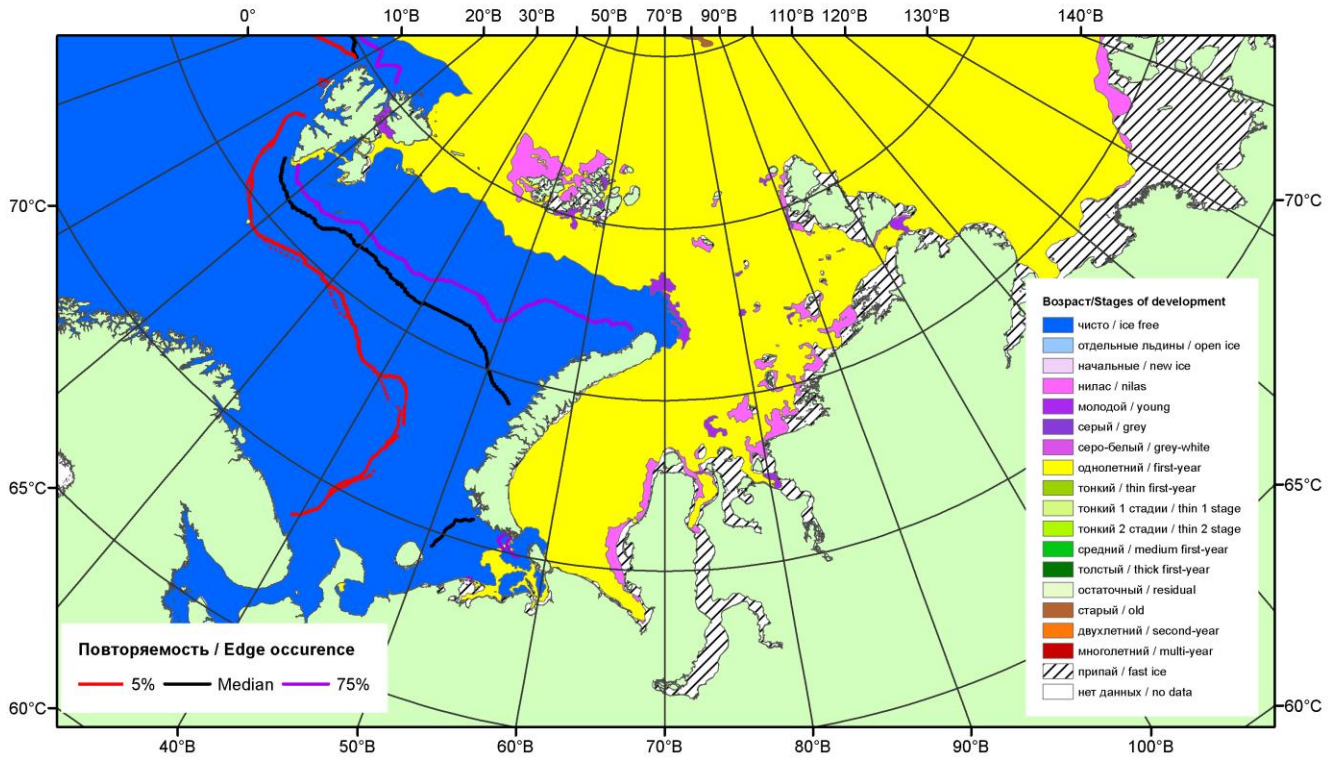 0° 10°В 20°В 30°В 50°В 70°В 90°В 110°В 120°В 130°В 140°В
70°С 70°С
65°С 65°С
60°С 60°С
Возраст/Stages of development
чисто / ice free
отдельные льдины / open ice
начальные / new ice
нилас / nilas
молодой / young
серый / grey
серо-белый / grey-white
однолетний / first-year
тонкий / thin first-year
тонкий 1 стадии / thin 1 stage
тонкий 2 стадии / thin 2 stage
средний / medium first-year
толстый / thick first-year
остаточный / residual
старый / old
двухлетний / second-year
многолетний / multi-year
припай / fast ice
нет данных / no data
Повторяемость / Edge occurence
5% Median 75%
40°В 50°В 60°В 70°В 80°В 90°В 100°В